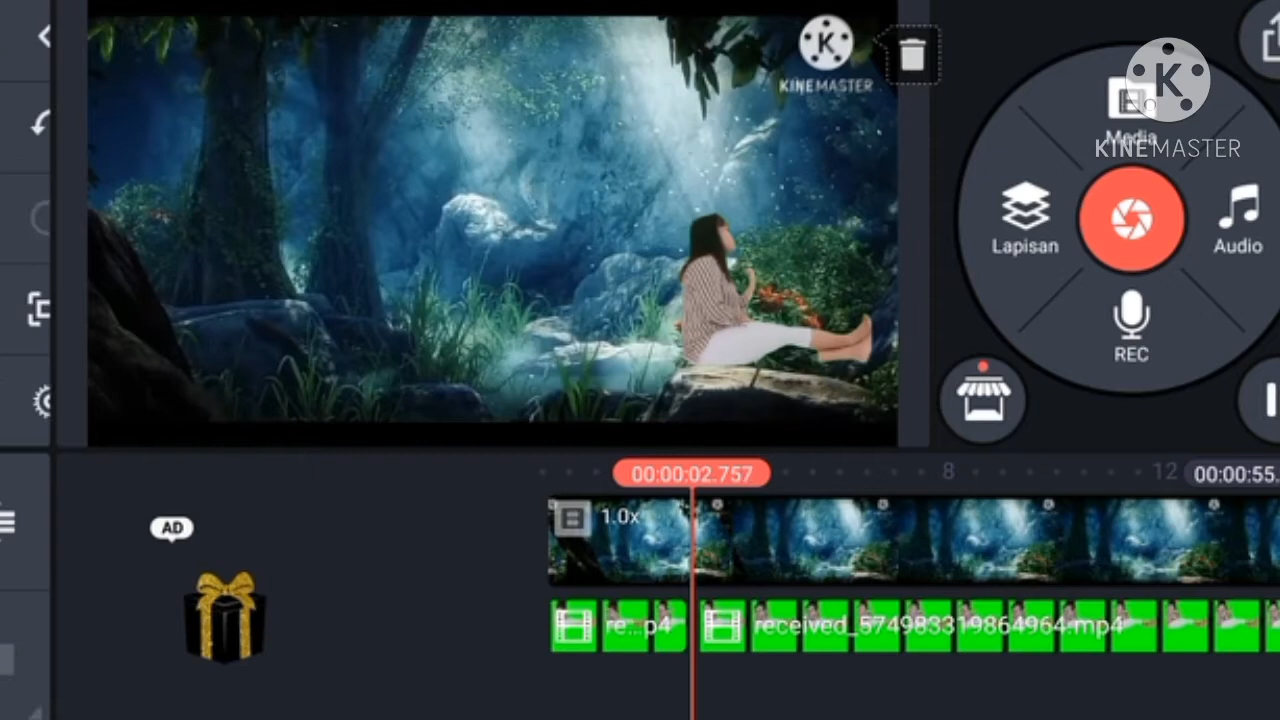 KINEMASTER
Media
KINEMASTER
Lapisan
Audio
REC
00:00:02.757
8
12
00:00:55.
AD
1.0x
re...p4
received_574983319864964.mp4